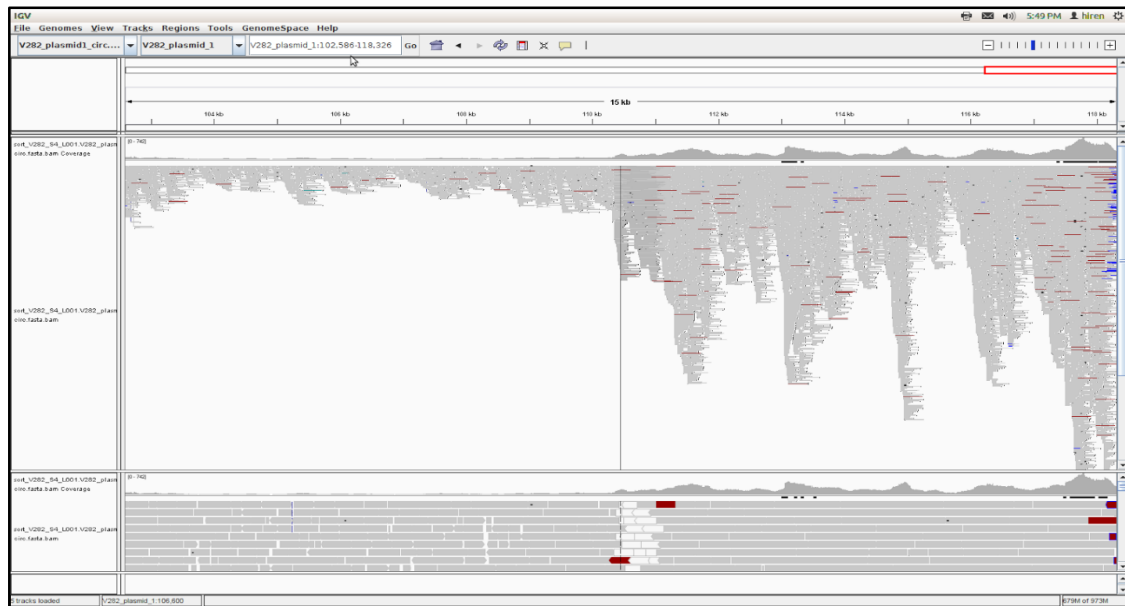 IGV
5:49 PM hiren
File Genomes View Tracks Regions Tools GenomeSpace Help
V282_plasmid1_circ.... V282_plasmid_1 V282_plasmid_1:102,586-118,326 Go
15 kb
104 kb 106 kb 108 kb 110 kb 112 kb 114 kb 116 kb 118 kb
sort_V282_S4_L001.V282_plasm
circ.fasta.bam Coverage
[0 - 742]
sort_V282_S4_L001.V282_plasm
circ.fasta.bam
sort_V282_S4_L001.V282_plasm
circ.fasta.bam Coverage
[0 - 742]
sort_V282_S4_L001.V282_plasm
circ.fasta.bam
tracks loaded V282_plasmid_1:106,600 679M of 973M